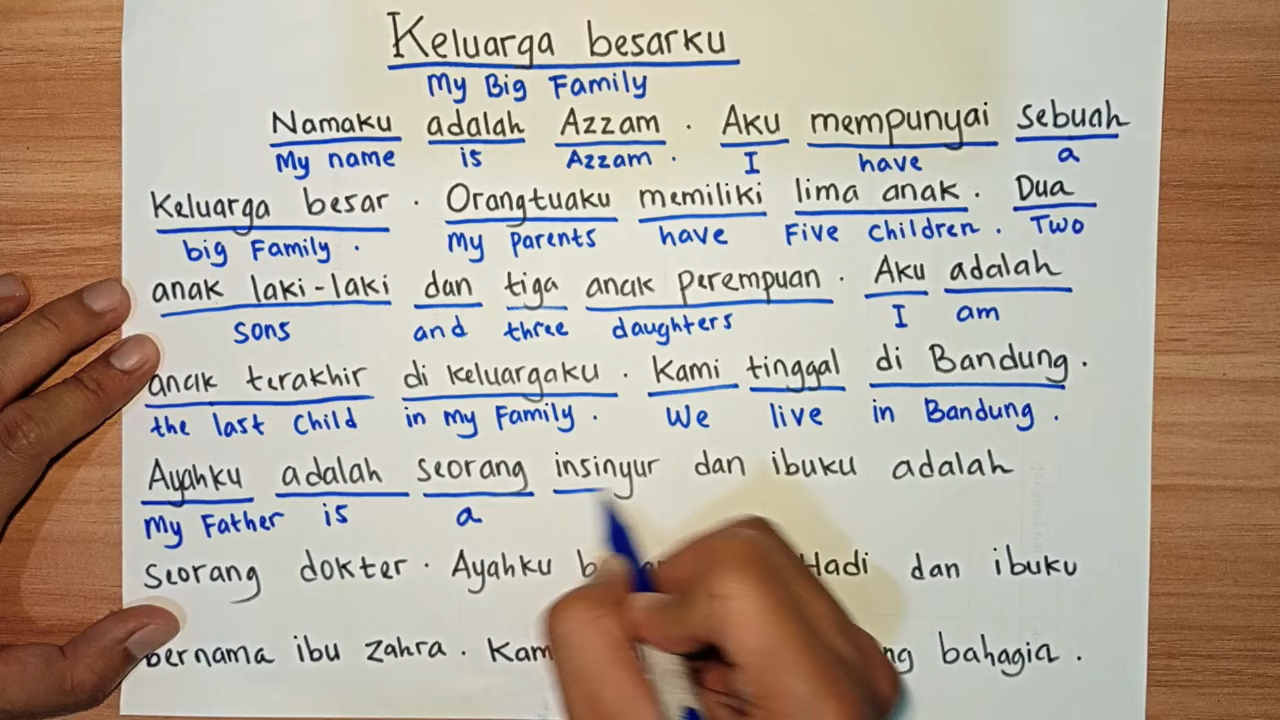 Keluarga besarku
My Big Family
Namaku adalah Azzam . Aku mempunyai sebuah
My name is Azzam . I have a
Keluarga besar . Orangtuaku memiliki lima anak . Dua
big Family . My parents have Five children . Two
anak laki-laki dan tiga anak perempuan . Aku adalah
sons and three daughters I am
anak terakhir di keluargaku . Kami tinggal di Bandung .
the last Child in my Family . We live in Bandung .
Ayahku adalah seorang insinyur dan ibuku adalah
My Father is a
Seorang dokter . Ayahku Hadi dan ibuku
bernama ibu zahra . bahagia .